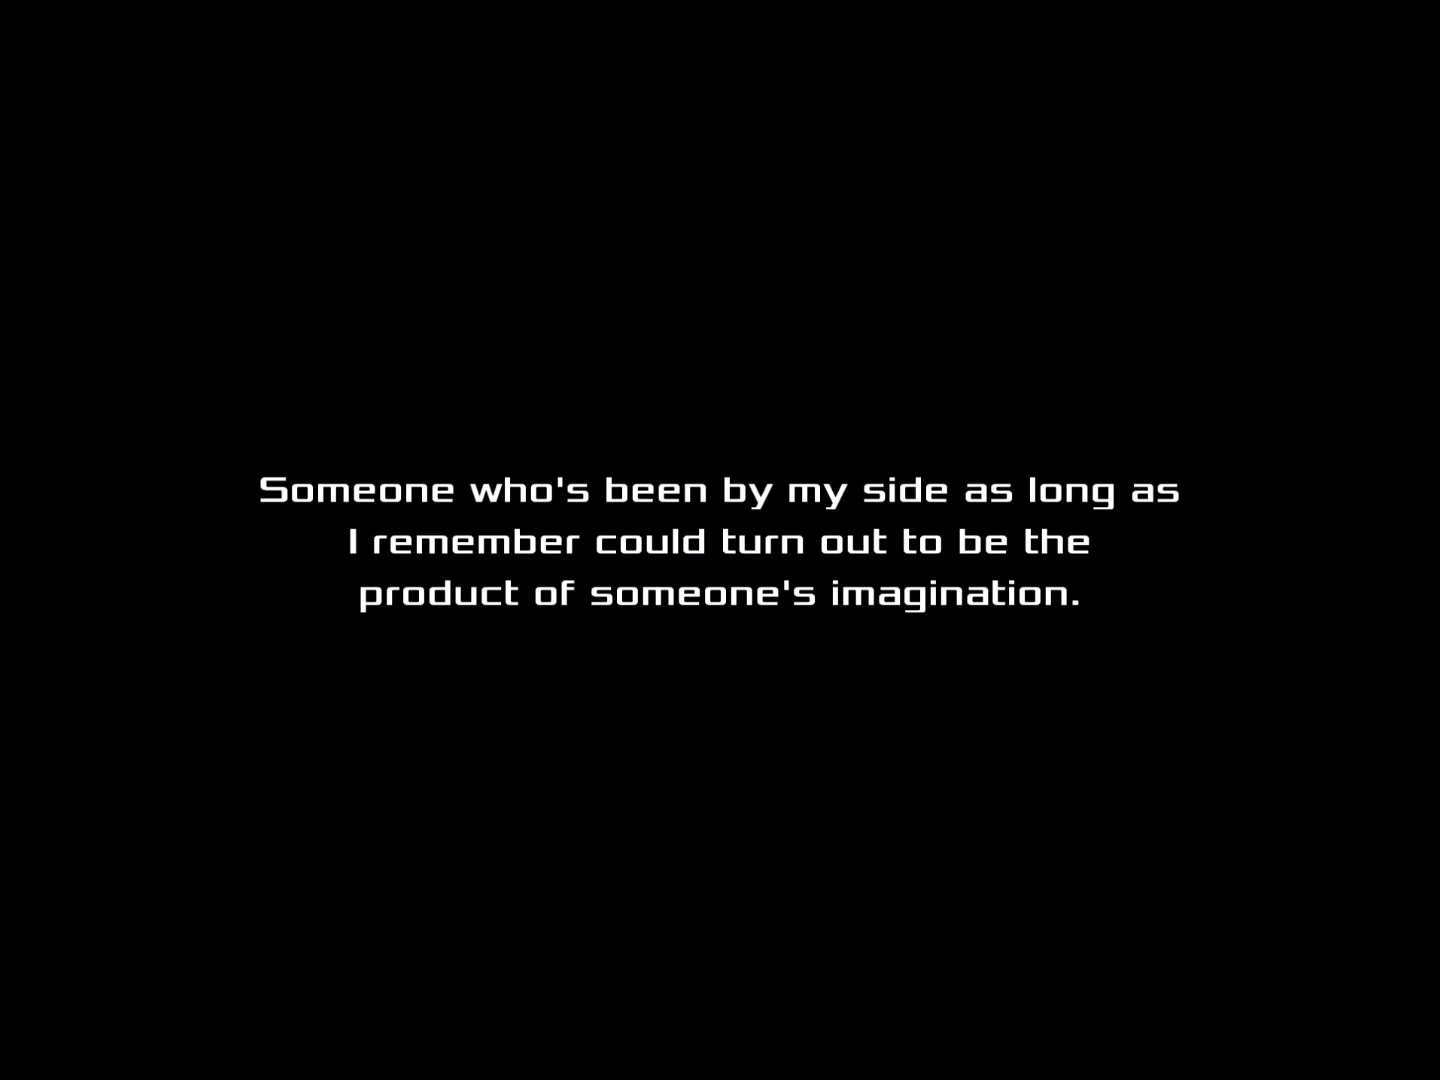 Someone who's been by my side as long as
I remember could turn out to be the
product of someone's imagination.